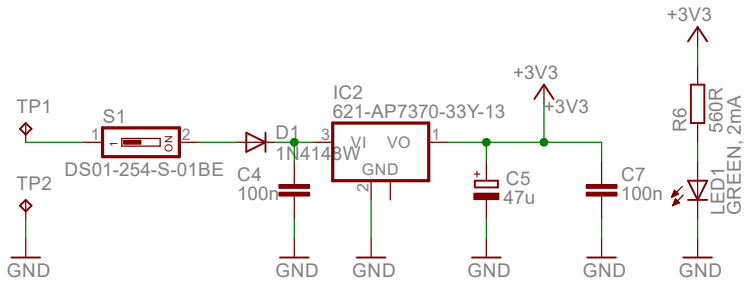 +3V3
IC2
621-AP7370-33Y-13
+3V3
+3V3
TP1
S1
1
1
ON
2
D1
1N4148W
3
VI
VO
1
GND
2
R6
560R
DS01-254-S-01BE
TP2
C4
100n
+
C5
47u
C7
100n
LED1
GREEN, 2mA
GND
GND
GND
GND
GND
GND